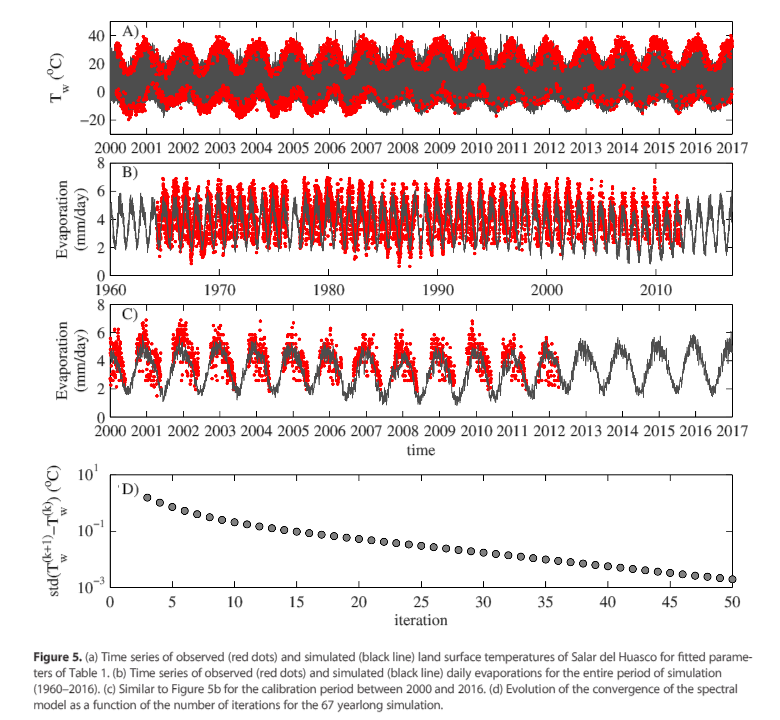 A)
40
20
0
−20
T_w (°C)
2000 2001 2002 2003 2004 2005 2006 2007 2008 2009 2010 2011 2012 2013 2014 2015 2016 2017
B)
8
6
4
2
0
Evaporation
(mm/day)
1960 1970 1980 1990 2000 2010
C)
8
6
4
2
0
Evaporation
(mm/day)
2000 2001 2002 2003 2004 2005 2006 2007 2008 2009 2010 2011 2012 2013 2014 2015 2016 2017
time
D)
10^1
10^−1
10^−3
std(T_w^(k+1)−T_w^(k)) (°C)
0 5 10 15 20 25 30 35 40 45 50
iteration
Figure 5. (a) Time series of observed (red dots) and simulated (black line) land surface temperatures of Salar del Huasco for fitted parame-
ters of Table 1. (b) Time series of observed (red dots) and simulated (black line) daily evaporations for the entire period of simulation
(1960–2016). (c) Similar to Figure 5b for the calibration period between 2000 and 2016. (d) Evolution of the convergence of the spectral
model as a function of the number of iterations for the 67 yearlong simulation.